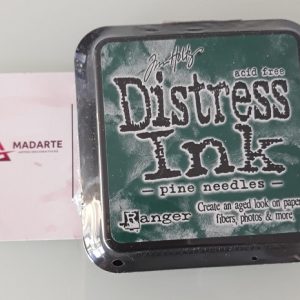 Tim Holtz
acid free
Distress
Ink
pine needles
Ranger
Create an aged look on paper,
fibers, photos & more
MADARTE